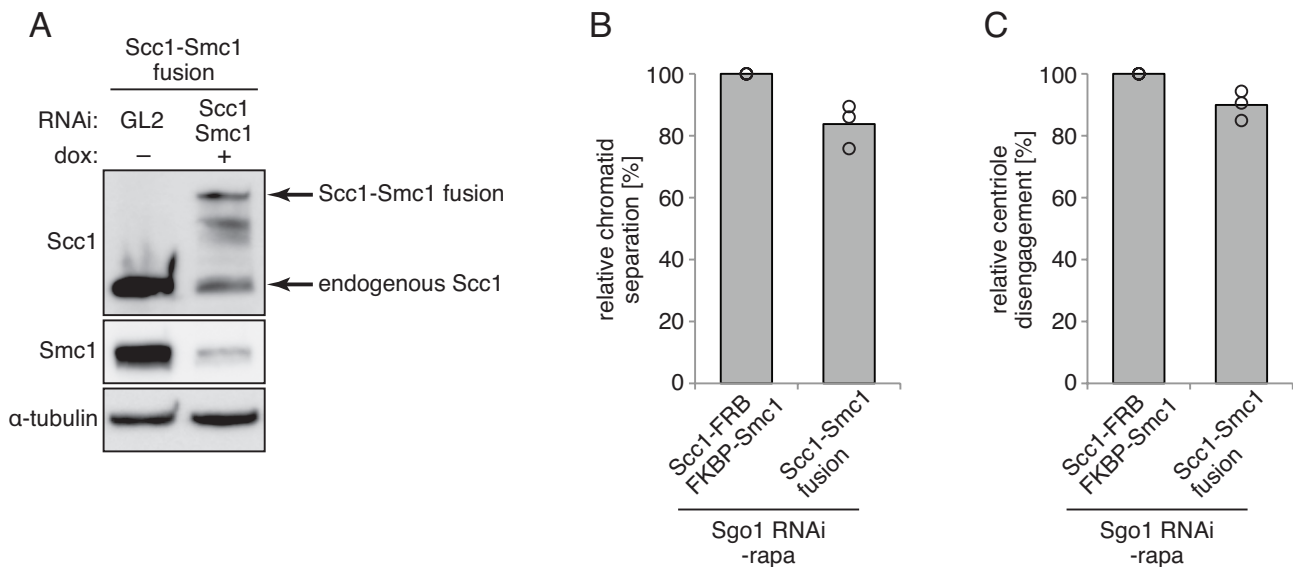 A
Scc1-Smc1
fusion
RNAi: GL2 Scc1
Smc1
dox: – +
Scc1
Scc1-Smc1 fusion
endogenous Scc1
Smc1
α-tubulin
B
relative chromatid
separation [%]
100
80
60
40
20
0
Scc1-FRB
FKBP-Smc1
Scc1-Smc1
fusion
Sgo1 RNAi
-rapa
C
relative centriole
disengagement [%]
100
80
60
40
20
0
Scc1-FRB
FKBP-Smc1
Scc1-Smc1
fusion
Sgo1 RNAi
-rapa